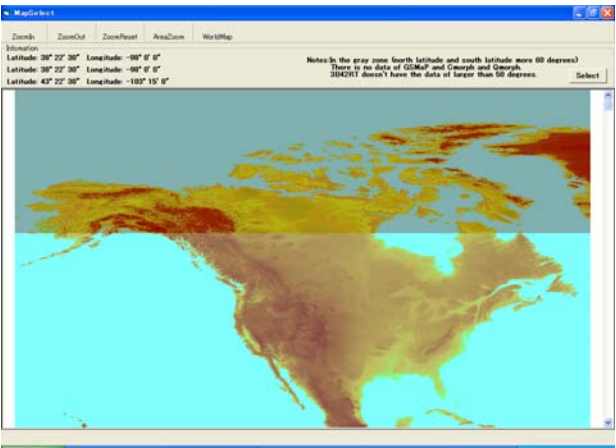 MapSelect
ZoomIn ZoomOut ZoomReset AreaZoom WorldMap
Infomation
Latitude: 38° 22' 30" Longitude: -98° 0' 0"
Latitude: 38° 22' 30" Longitude: -98° 0' 0"
Latitude: 43° 22' 30" Longitude: -103° 15' 0"
Notes:In the gray zone (north latitude and south latitude more 60 degrees)
There is no data of GSMaP and Cmorph and Qmorph.
3B42RT doesn't have the data of larger than 50 degrees.
Select